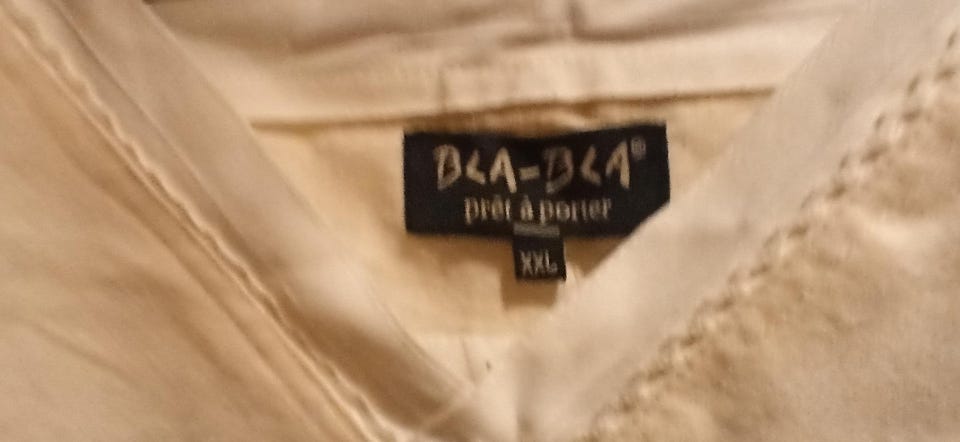 BLA-BLA®
prêt à porter
XXL